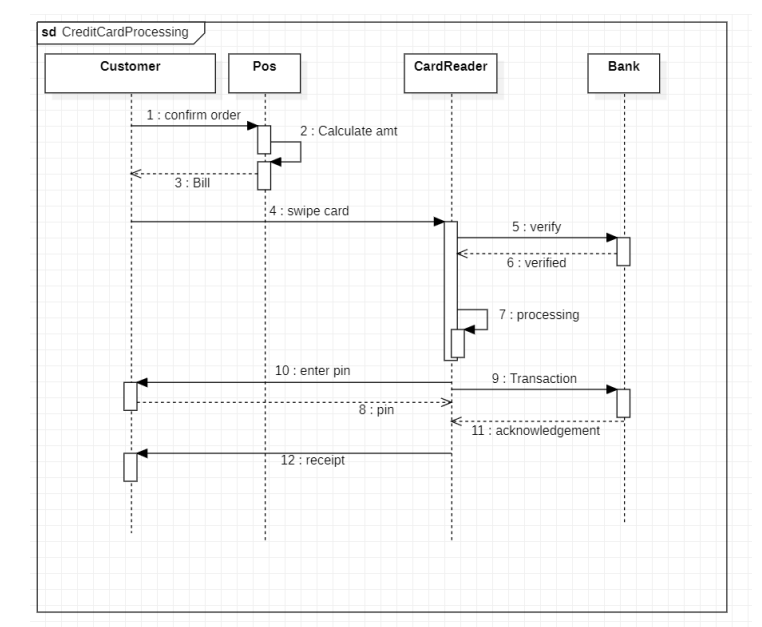 sd CreditCardProcessing
Customer
Pos
CardReader
Bank
1 : confirm order
2 : Calculate amt
3 : Bill
4 : swipe card
5 : verify
6 : verified
7 : processing
10 : enter pin
9 : Transaction
8 : pin
11 : acknowledgement
12 : receipt